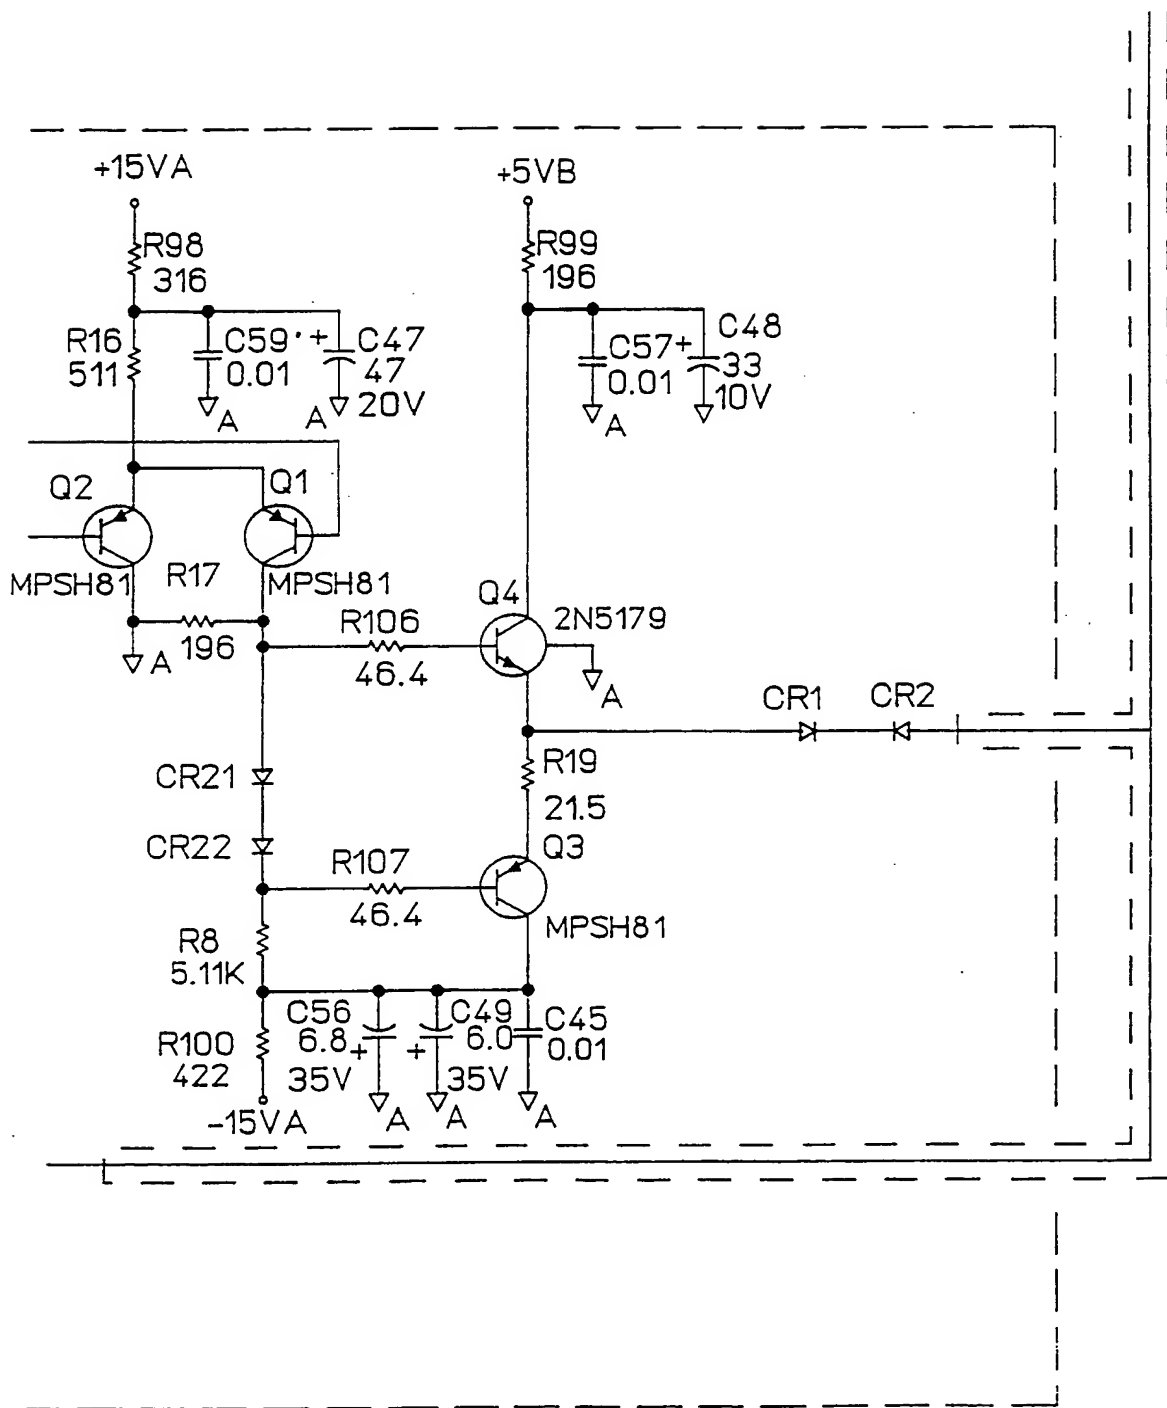 +15VA
+5VB
R98
316
R99
196
R16
511
C59
+
C47
0.01
47
20V
A
A
C57
+
C48
0.01
33
10V
A
Q2
Q1
MPSH81
R17
MPSH81
196
A
R106
46.4
Q4
2N5179
A
CR1
CR2
CR21
R19
21.5
CR22
R107
46.4
Q3
MPSH81
R8
5.11K
C56
6.8
+
35V
C49
6.0
+
35V
C45
0.01
R100
422
-15VA
A
A
A